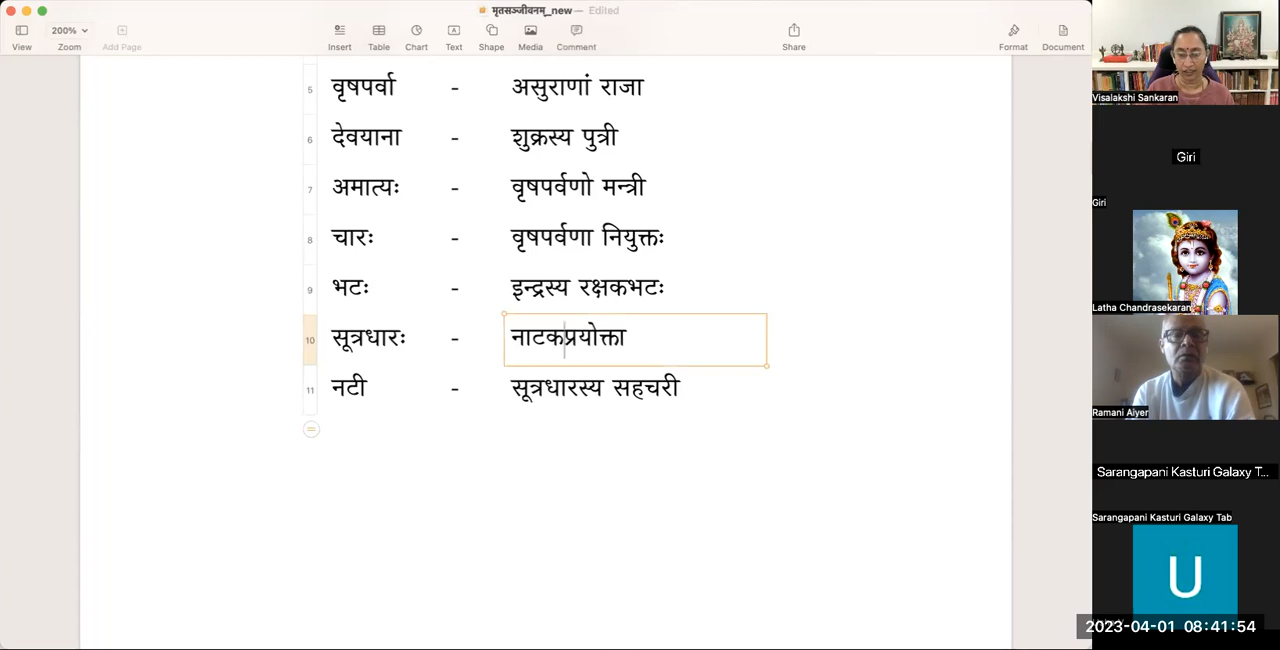 मृतसञ्जीवनम्_new — Edited
View
200%
Zoom
Add Page
Insert
Table
Chart
Text
Shape
Media
Comment
Share
Format
Document
5 वृषपर्वा - असुराणां राजा
6 देवयाना - शुक्रस्य पुत्री
7 अमात्यः - वृषपर्वणो मन्त्री
8 चारः - वृषपर्वणा नियुक्तः
9 भटः - इन्द्रस्य रक्षकभटः
10 सूत्रधारः - नाटकप्रयोक्ता
11 नटी - सूत्रधारस्य सहचरी
Visalakshi Sankaran
Giri
Giri
Latha Chandrasekaran
Ramani Aiyer
Sarangapani Kasturi Galaxy T...
Sarangapani Kasturi Galaxy Tab
U
2023-04-01 08:41:54